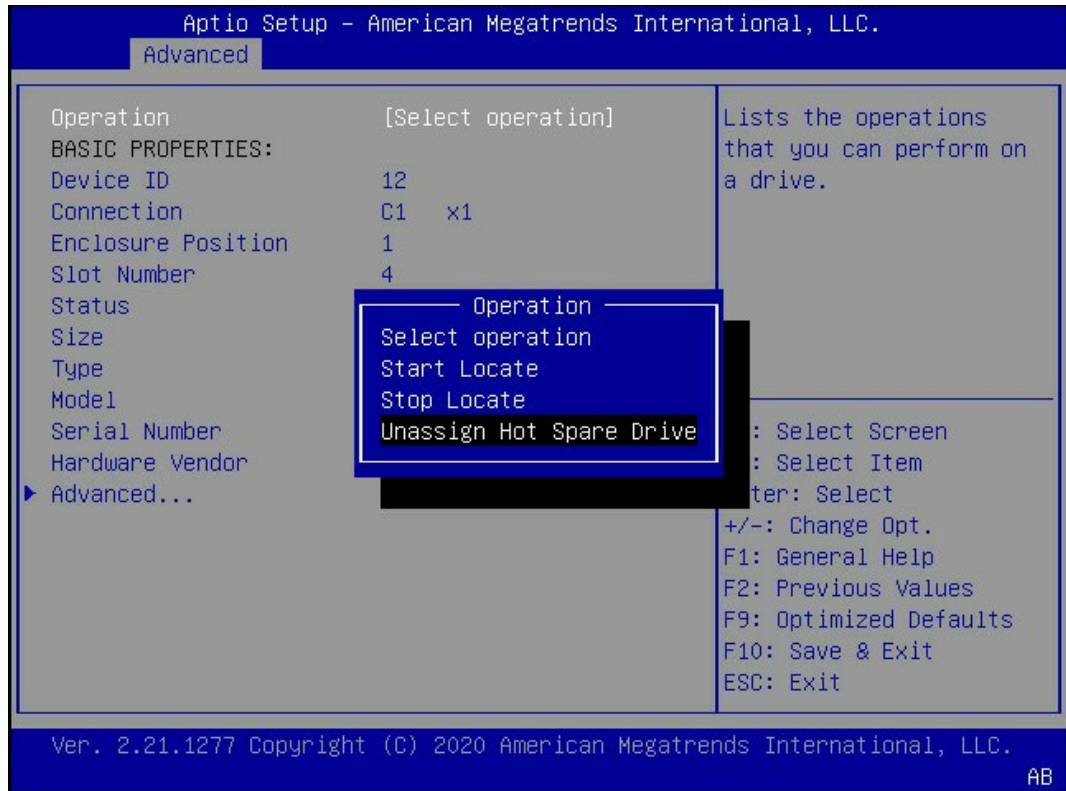 Aptio Setup – American Megatrends International, LLC.
Advanced
Operation [Select operation]
BASIC PROPERTIES:
Device ID 12
Connection C1 x1
Enclosure Position 1
Slot Number 4
Status
Size
Type
Model
Serial Number
Hardware Vendor
Advanced...
Operation
Select operation
Start Locate
Stop Locate
Unassign Hot Spare Drive
Lists the operations
that you can perform on
a drive.
: Select Screen
: Select Item
ter: Select
+/-: Change Opt.
F1: General Help
F2: Previous Values
F9: Optimized Defaults
F10: Save & Exit
ESC: Exit
Ver. 2.21.1277 Copyright (C) 2020 American Megatrends International, LLC.
AB